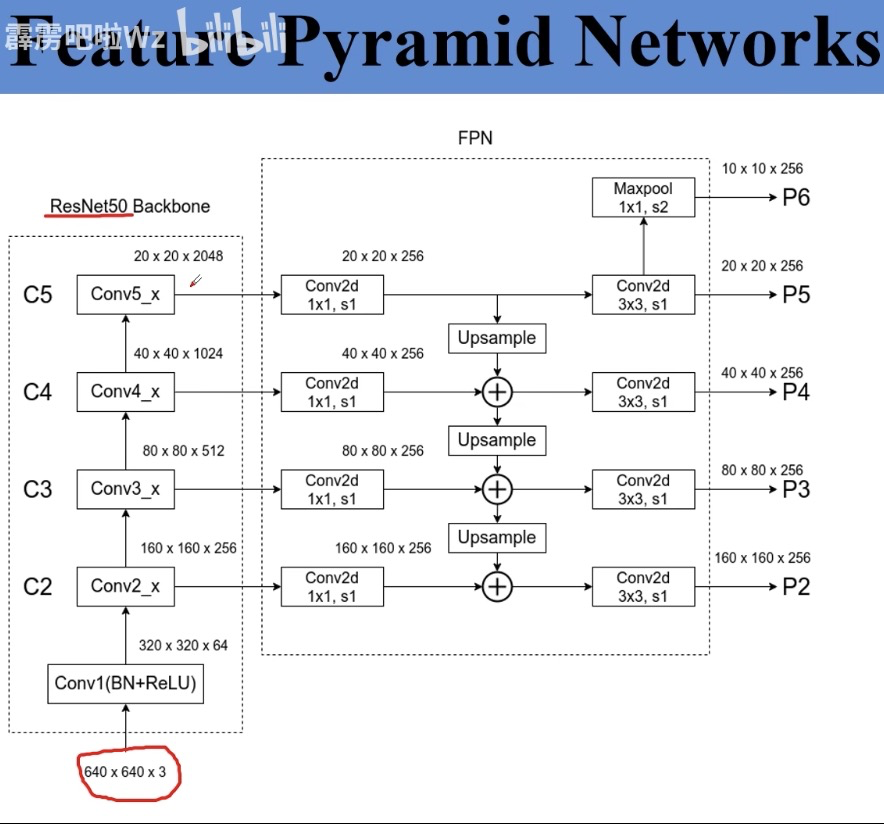 Feature Pyramid Networks
霹雳吧啦Wz bilibili
FPN
ResNet50 Backbone
10 x 10 x 256
Maxpool
1x1, s2
P6
20 x 20 x 2048
20 x 20 x 256
20 x 20 x 256
C5
Conv5_x
Conv2d
1x1, s1
Conv2d
3x3, s1
P5
Upsample
40 x 40 x 1024
40 x 40 x 256
40 x 40 x 256
C4
Conv4_x
Conv2d
1x1, s1
Conv2d
3x3, s1
P4
Upsample
80 x 80 x 512
80 x 80 x 256
80 x 80 x 256
C3
Conv3_x
Conv2d
1x1, s1
Conv2d
3x3, s1
P3
Upsample
160 x 160 x 256
160 x 160 x 256
160 x 160 x 256
C2
Conv2_x
Conv2d
1x1, s1
Conv2d
3x3, s1
P2
320 x 320 x 64
Conv1(BN+ReLU)
640 x 640 x 3